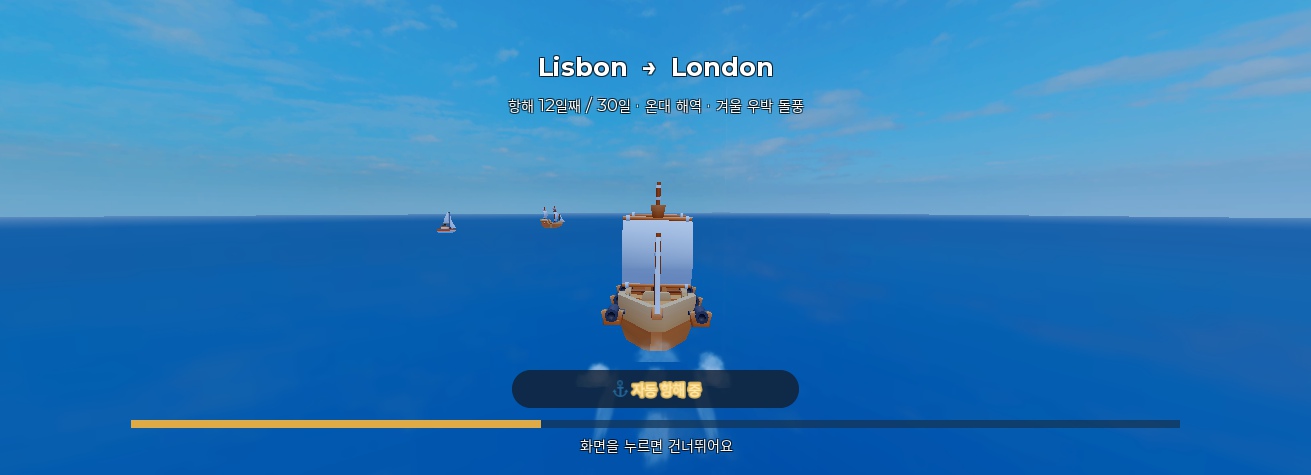 Lisbon → London
항해 12일째 / 30일 · 온대 해역 · 겨울 우박 돌풍
⚓ 자동 항해 중
화면을 누르면 건너뛰어요